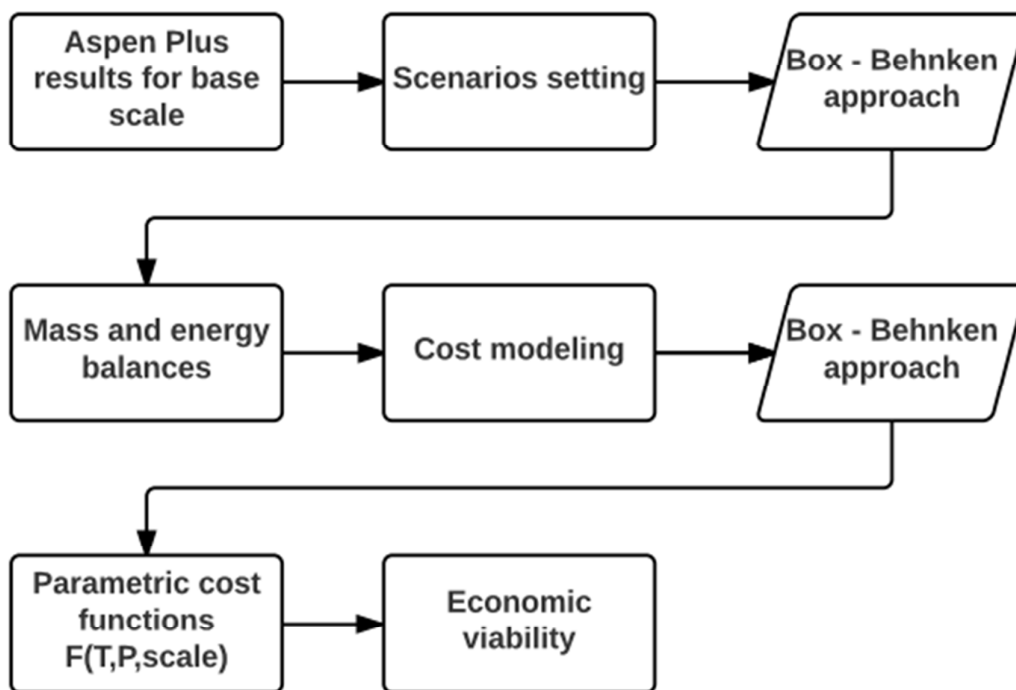 Aspen Plus
results for base
scale
Scenarios setting
Box - Behnken
approach
Mass and energy
balances
Cost modeling
Box - Behnken
approach
Parametric cost
functions
F(T,P,scale)
Economic
viability